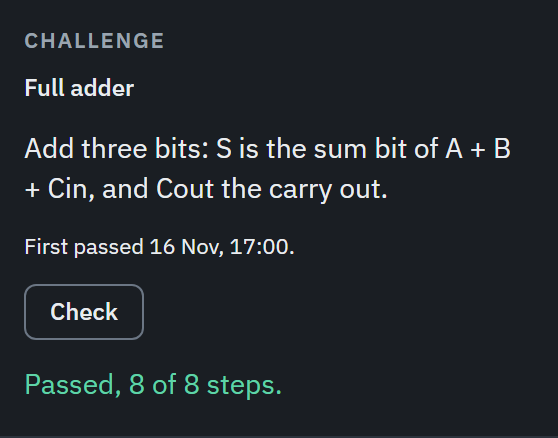 CHALLENGE
Full adder
Add three bits: S is the sum bit of A + B
+ Cin, and Cout the carry out.
First passed 16 Nov, 17:00.
Check
Passed, 8 of 8 steps.